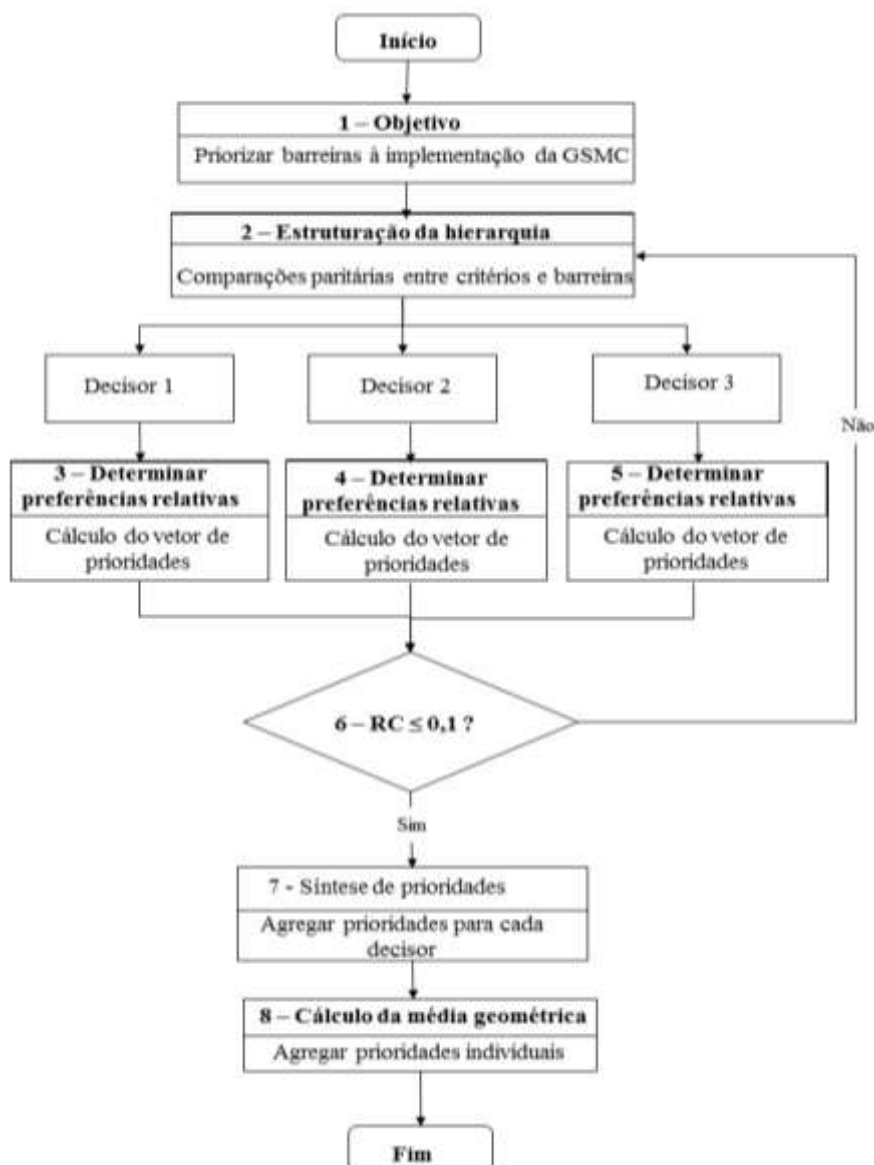 Início
1 – Objetivo
Priorizar barreiras à implementação da GSMC
2 – Estruturação da hierarquia
Comparações paritárias entre critérios e barreiras
Decisor 1
Decisor 2
Decisor 3
Não
3 – Determinar
preferências relativas
Cálculo do vetor de
prioridades
4 – Determinar
preferências relativas
Cálculo do vetor de
prioridades
5 – Determinar
preferências relativas
Cálculo do vetor de
prioridades
6 – RC ≤ 0,1 ?
Sim
7 - Síntese de prioridades
Agregar prioridades para cada
decisor
8 – Cálculo da média geométrica
Agregar prioridades individuais
Fim